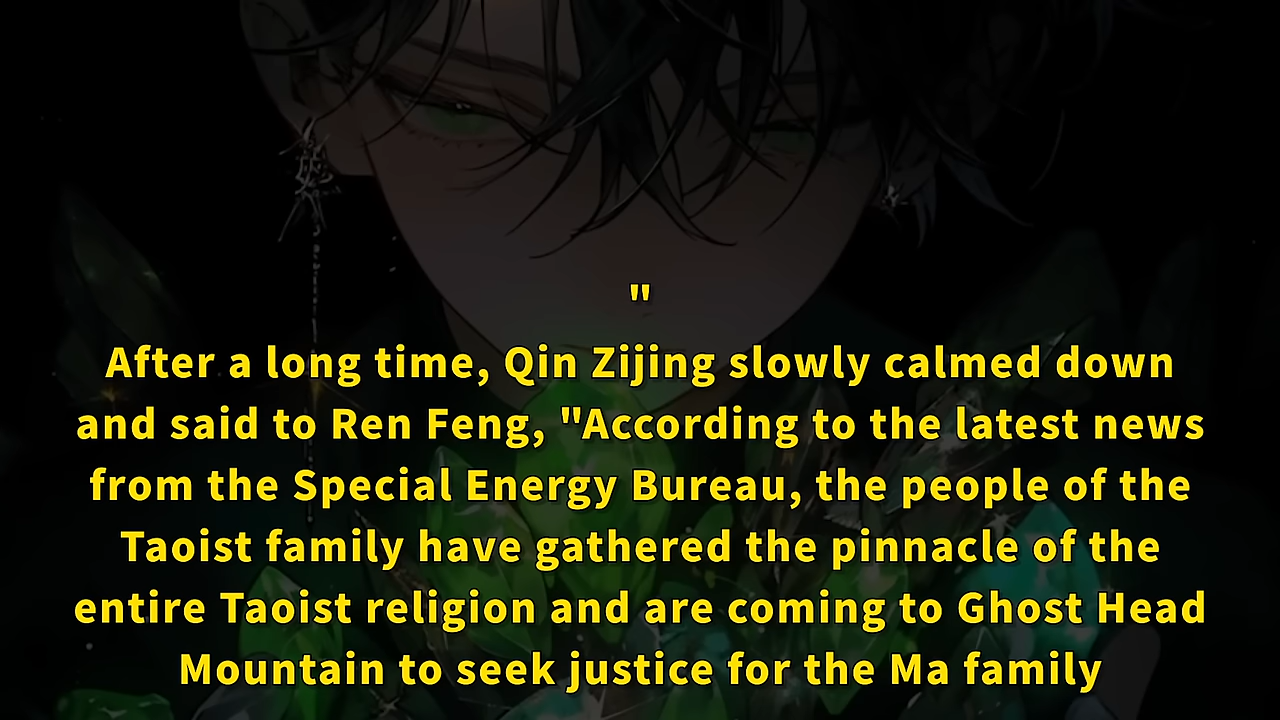 "
After a long time, Qin Zijing slowly calmed down
and said to Ren Feng, "According to the latest news
from the Special Energy Bureau, the people of the
Taoist family have gathered the pinnacle of the
entire Taoist religion and are coming to Ghost Head
Mountain to seek justice for the Ma family